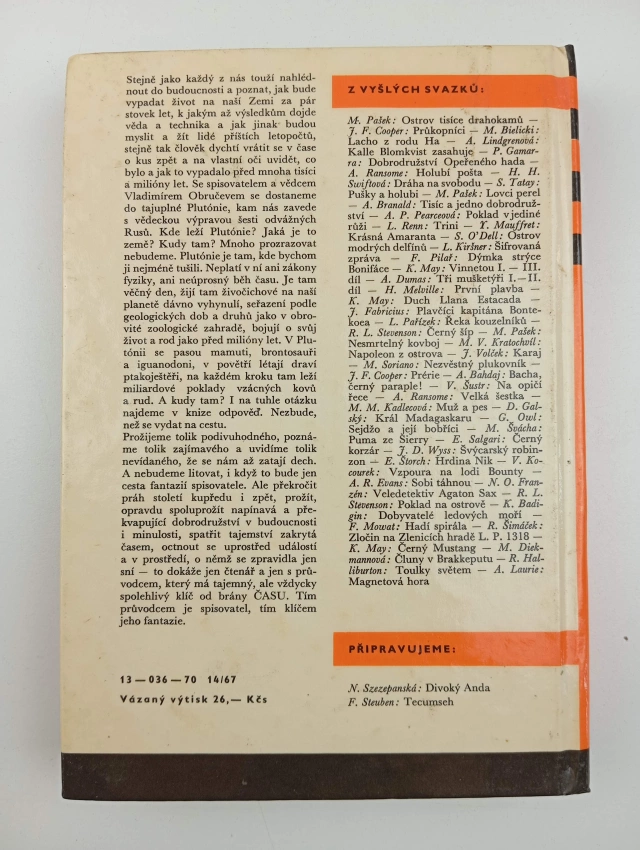 Stejně jako každý z nás touží nahléd-
nout do budoucnosti a poznat, jak bude
vypadat život na naší Zemi za pár
stovek let, k jakým až výsledkům dojde
věda a technika a jak jinak budou
myslit a žít lidé příštích letopočtů,
stejně tak člověk dychtí vrátit se v čase
o kus zpět a na vlastní oči uvidět, co
bylo a jak to vypadalo před mnoha tisíci
a milióny let. Se spisovatelem a vědcem
Vladimírem Obručevem se dostaneme
do tajuplné Plutónie, kam nás zavede
s vědeckou výpravou šesti odvážných
Rusů. Kde leží Plutónie? Jaká je to
země? Kudy tam? Mnoho prozrazovat
nebudeme. Plutónie je tam, kde bychom
ji nejméně tušili. Neplatí v ní ani zákony
fyziky, ani neúprosný běh času. Je tam
věčný den, žijí tam živočichové na naší
planetě dávno vyhynulí, seřazení podle
geologických dob a druhů jako v obro-
vité zoologické zahradě, bojují o svůj
život a rod jako před milióny let. V Plu-
tónii se pasou mamuti, brontosauři
a iguanodoni, v povětří létají draví
ptakoještěři, na každém kroku tam leží
miliardové poklady vzácných kovů
a rud. A kudy tam? I na tuhle otázku
najdeme v knize odpověď. Nezbude,
než se vydat na cestu.
Prožijeme tolik podivuhodného, pozná-
me tolik zajímavého a uvidíme tolik
nevídaného, že se nám až zatají dech.
A nebudeme litovat, i když to bude jen
cesta fantazií spisovatele. Ale překročit
práh století kupředu i zpět, prožít,
opravdu spoluprožít napínavá a pře-
kvapující dobrodružství v budoucnosti
i minulosti, spatřit tajemství zakrytá
časem, octnout se uprostřed událostí
a v prostředí, o němž se zpravidla jen
sní — to dokáže jen čtenář a jen s prů-
vodcem, který má tajemný, ale vždycky
spolehlivý klíč od brány ČASU. Tím
průvodcem je spisovatel, tím klíčem
jeho fantazie.
13 — 036 — 70 14/67
Vázaný výtisk 26,— Kčs
Z VYŠLÝCH SVAZKŮ:
M. Pašek: Ostrov tisíce drahokamů —
J. F. Cooper: Průkopníci — M. Bielicki:
Lacho z rodu Ha — A. Lindgrenová:
Kalle Blomkvist zasahuje — P. Gamar-
ra: Dobrodružství Opeřeného hada —
A. Ransome: Holubí pošta — H. H.
Swiftová: Dráha na svobodu — S. Tatay:
Pušky a holubi — M. Pašek: Lovci perel
— A. Branald: Tisíc a jedno dobrodruž-
ství — A. P. Pearceová: Poklad v jediné
růži — L. Renn: Trini — Y. Mauffret:
Krásná Amaranta — S. O'Dell: Ostrov
modrých delfínů — L. Kiršner: Šifrovaná
zpráva — F. Pilař: Dýmka strýce
Boniface — K. May: Vinnetou I. — III.
díl — A. Dumas: Tři mušketýři I.—II.
díl — H. Melville: První plavba —
K. May: Duch Llana Estacada —
J. Fabricius: Plavčíci kapitána Bonte-
koea — L. Pařízek: Řeka kouzelníků —
R. L. Stevenson: Černý šíp — M. Pašek:
Nesmrtelný kovboj — M. V. Kratochvíl:
Napoleon z ostrova — J. Volček: Karaj
— M. Soriano: Nezvěstný plukovník —
J. F. Cooper: Prérie — A. Bahdaj: Bacha,
černý paraple! — V. Šustr: Na opičí
řece — A. Ransome: Velká šestka —
M. M. Kadlecová: Muž a pes — D. Gal-
ský: Král Madagaskaru — G. Owl:
Sejdžo a její bobříci — M. Švácha:
Puma ze Sierry — E. Salgari: Černý
korzár — J. D. Wyss: Švýcarský robin-
zon — E. Štorch: Hrdina Nik — V. Ko-
courek: Vzpoura na lodi Bounty —
A. R. Evans: Sobi táhnou — N. O. Fran-
zén: Veledetektiv Agaton Sax — R. L.
Stevenson: Poklad na ostrově — K. Badi-
gin: Dobyvatelé ledových moří —
F. Mowat: Hadí spirála — R. Šimáček:
Zločin na Zlenicích hradě L. P. 1318 —
K. May: Černý Mustang — M. Diek-
mannová: Čluny v Brakkeputu — R. Hal-
liburton: Toulky světem — A. Laurie:
Magnetová hora
PŘIPRAVUJEME:
N. Szezepanská: Divoký Anda
F. Steuben: Tecumseh